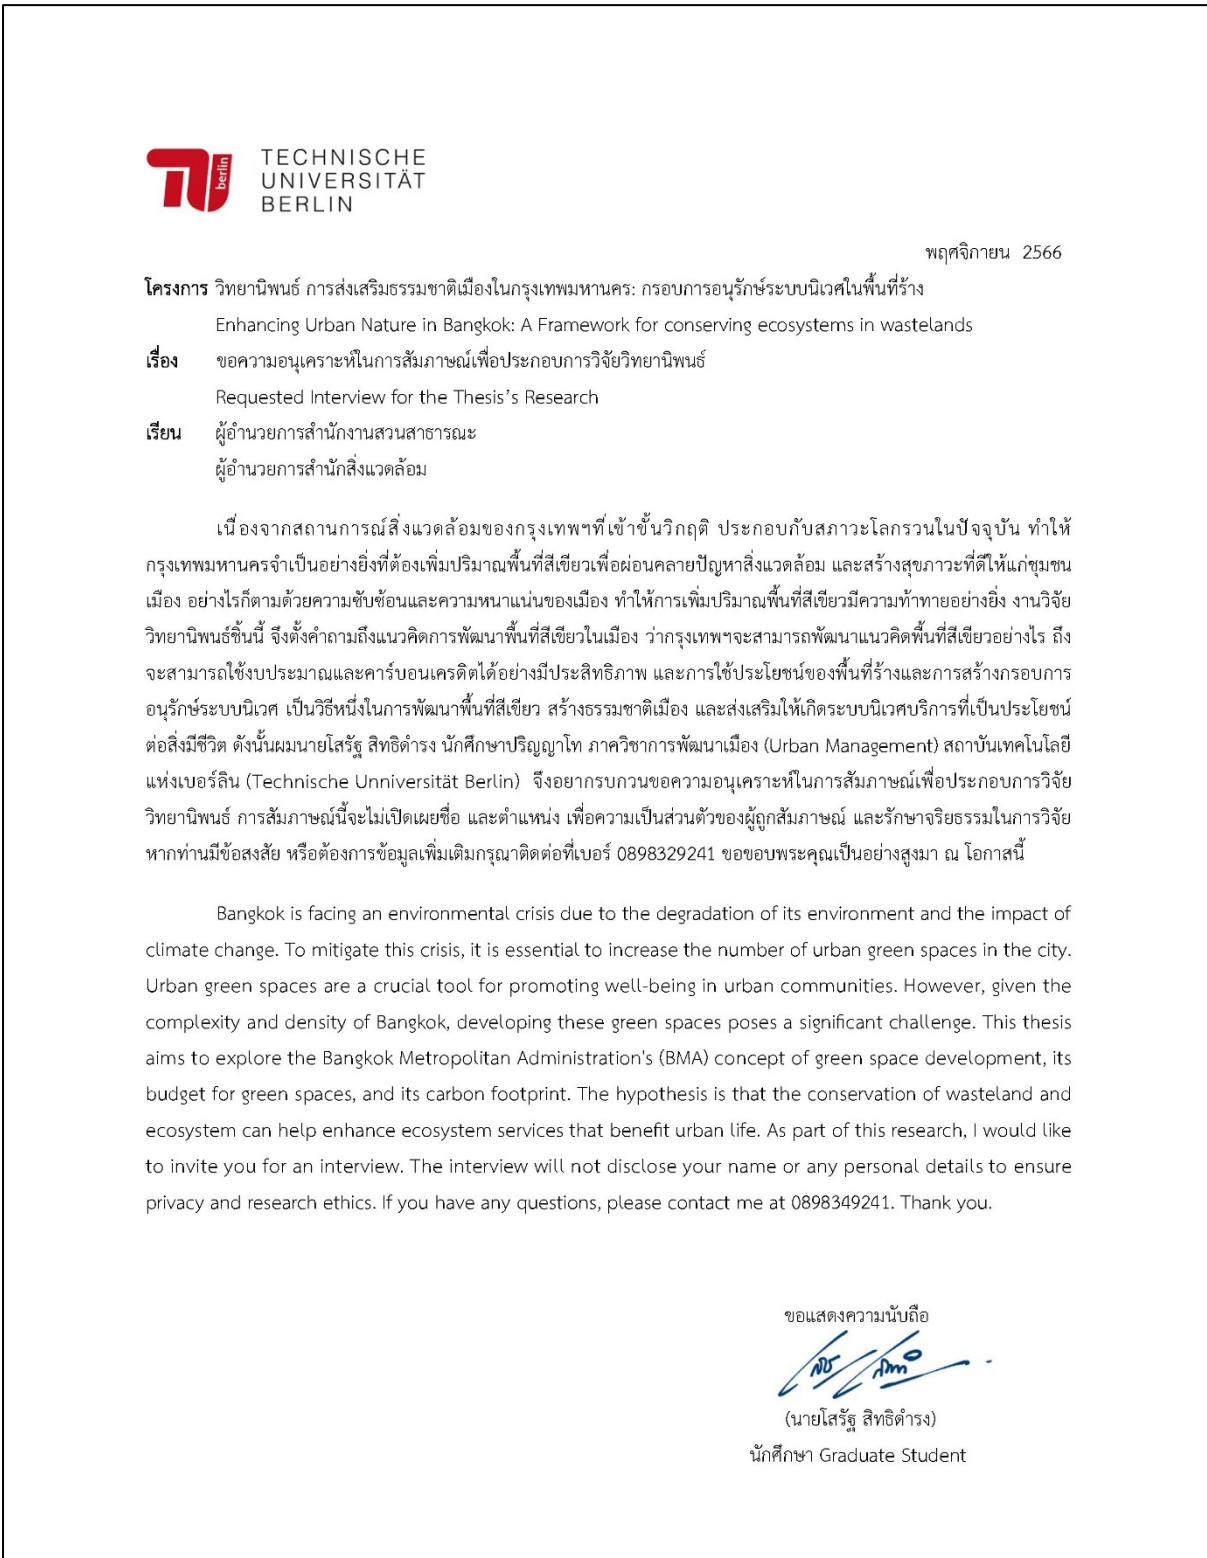 berlin
TECHNISCHE
UNIVERSITÄT
BERLIN
พฤศจิกายน 2566
โครงการ วิทยานิพนธ์ การส่งเสริมธรรมชาติเมืองในกรุงเทพมหานคร: กรอบการอนุรักษ์ระบบนิเวศในพื้นที่ร้าง
Enhancing Urban Nature in Bangkok: A Framework for conserving ecosystems in wastelands
เรื่อง ขอความอนุเคราะห์ในการสัมภาษณ์เพื่อประกอบการวิจัยวิทยานิพนธ์
Requested Interview for the Thesis's Research
เรียน ผู้อำนวยการสำนักงานสวนสาธารณะ
ผู้อำนวยการสำนักสิ่งแวดล้อม
เนื่องจากสถานการณ์สิ่งแวดล้อมของกรุงเทพฯที่เข้าขั้นวิกฤติ ประกอบกับสภาวะโลกรวนในปัจจุบัน ทำให้
กรุงเทพมหานครจำเป็นอย่างยิ่งที่ต้องเพิ่มปริมาณพื้นที่สีเขียวเพื่อผ่อนคลายปัญหาสิ่งแวดล้อม และสร้างสุขภาวะที่ดีให้แก่ชุมชน
เมือง อย่างไรก็ตามด้วยความซับซ้อนและความหนาแน่นของเมือง ทำให้การเพิ่มปริมาณพื้นที่สีเขียวมีความท้าทายอย่างยิ่ง งานวิจัย
วิทยานิพนธ์ชิ้นนี้ จึงตั้งคำถามถึงแนวคิดการพัฒนาพื้นที่สีเขียวในเมือง ว่ากรุงเทพฯจะสามารถพัฒนาแนวคิดพื้นที่สีเขียวอย่างไร ถึง
จะสามารถใช้งบประมาณและคาร์บอนเครดิตได้อย่างมีประสิทธิภาพ และการใช้ประโยชน์ของพื้นที่ร้างและการสร้างกรอบการ
อนุรักษ์ระบบนิเวศ เป็นวิธีหนึ่งในการพัฒนาพื้นที่สีเขียว สร้างธรรมชาติเมือง และส่งเสริมให้เกิดระบบนิเวศบริการที่เป็นประโยชน์
ต่อสิ่งมีชีวิต ดังนั้นผมนายโสรัฐ สิทธิดำรง นักศึกษาปริญญาโท ภาควิชาการพัฒนาเมือง (Urban Management) สถาบันเทคโนโลยี
แห่งเบอร์ลิน (Technische Unniversität Berlin) จึงอยากรบกวนขอความอนุเคราะห์ในการสัมภาษณ์เพื่อประกอบการวิจัย
วิทยานิพนธ์ การสัมภาษณ์นี้จะไม่เปิดเผยชื่อ และตำแหน่ง เพื่อความเป็นส่วนตัวของผู้ถูกสัมภาษณ์ และรักษาจริยธรรมในการวิจัย
หากท่านมีข้อสงสัย หรือต้องการข้อมูลเพิ่มเติมกรุณาติดต่อที่เบอร์ 0898329241 ขอขอบพระคุณเป็นอย่างสูงมา ณ โอกาสนี้
Bangkok is facing an environmental crisis due to the degradation of its environment and the impact of
climate change. To mitigate this crisis, it is essential to increase the number of urban green spaces in the city.
Urban green spaces are a crucial tool for promoting well-being in urban communities. However, given the
complexity and density of Bangkok, developing these green spaces poses a significant challenge. This thesis
aims to explore the Bangkok Metropolitan Administration's (BMA) concept of green space development, its
budget for green spaces, and its carbon footprint. The hypothesis is that the conservation of wasteland and
ecosystem can help enhance ecosystem services that benefit urban life. As part of this research, I would like
to invite you for an interview. The interview will not disclose your name or any personal details to ensure
privacy and research ethics. If you have any questions, please contact me at 0898349241. Thank you.
ขอแสดงความนับถือ
(นายโสรัฐ สิทธิดำรง)
นักศึกษา Graduate Student